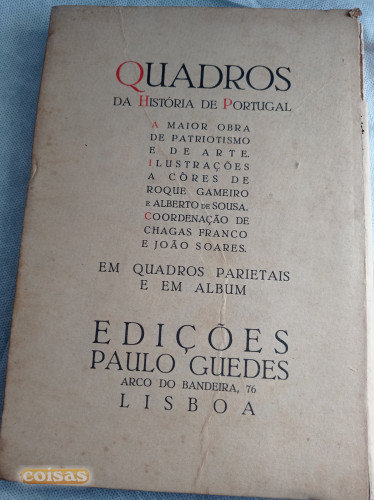 QUADROS
DA HISTÓRIA DE PORTUGAL
A MAIOR OBRA
DE PATRIOTISMO
E DE ARTE.
ILUSTRAÇÕES
A CÔRES DE
ROQUE GAMEIRO
E ALBERTO DE SOUSA.
COORDENAÇÃO DE
CHAGAS FRANCO
E JOÃO SOARES.
EM QUADROS PARIETAIS
E EM ALBUM
EDIÇÕES
PAULO GUEDES
ARCO DO BANDEIRA, 76
LISBOA
coisas